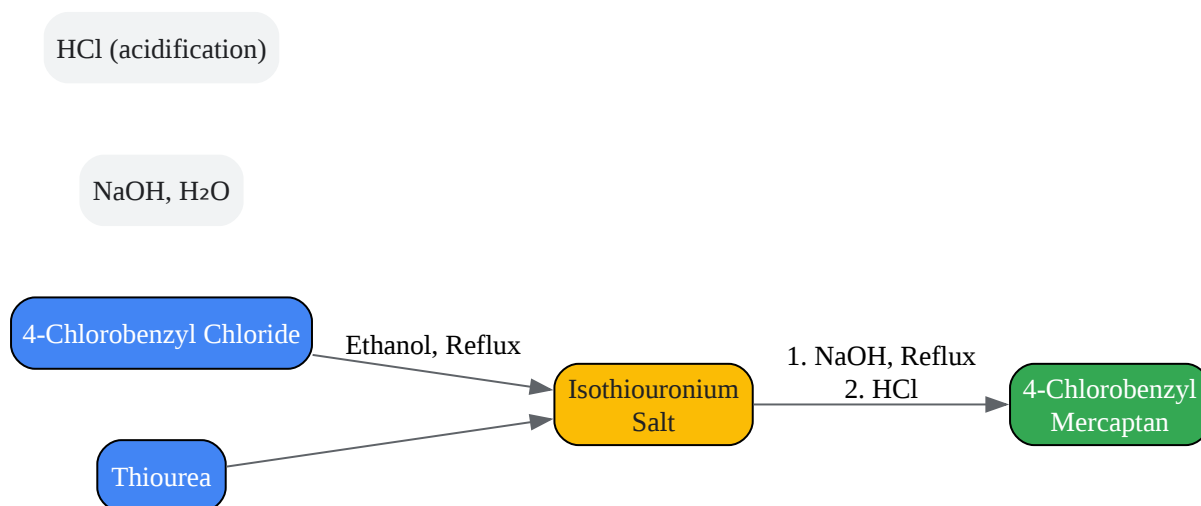 HCl (acidification)
NaOH, H₂O
4-Chlorobenzyl Chloride
Ethanol, Reflux
Thiourea
Isothiouronium
Salt
1. NaOH, Reflux
2. HCl
4-Chlorobenzyl
Mercaptan